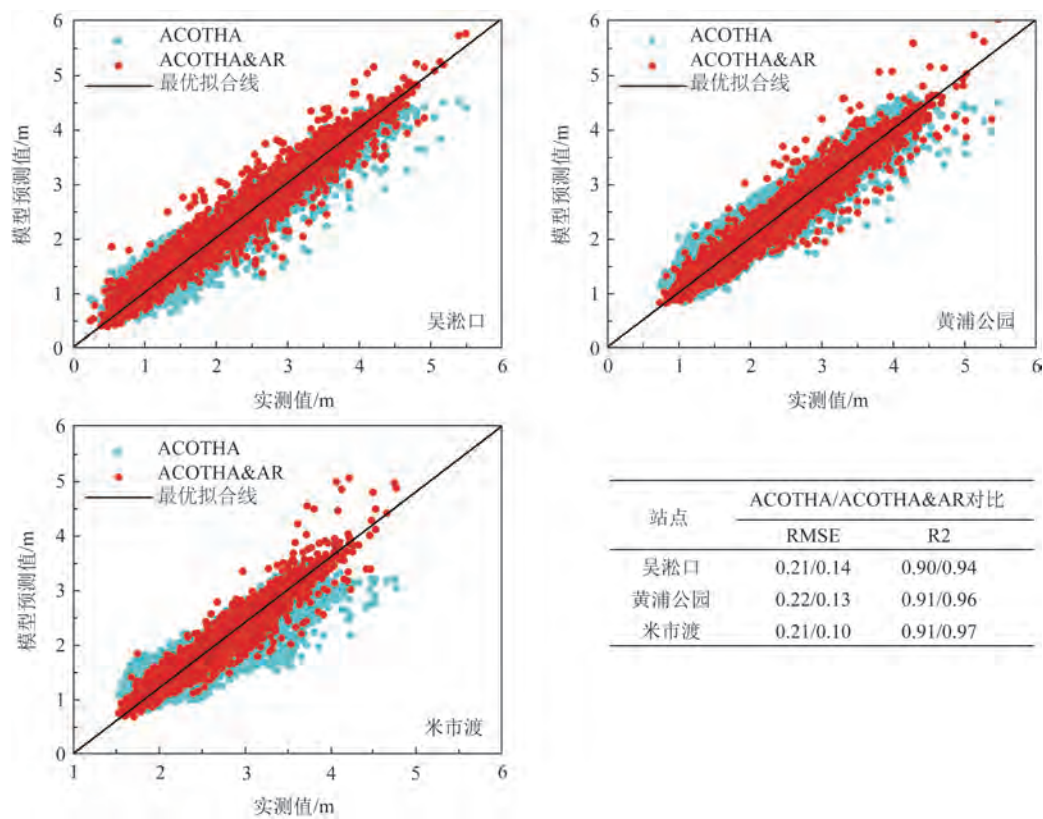 6
5
4
3
2
1
0
模型预测值/m
ACOTHA
ACOTHA&AR
最优拟合线
吴淞口
0 1 2 3 4 5 6
实测值/m
6
5
4
3
2
1
0
模型预测值/m
ACOTHA
ACOTHA&AR
最优拟合线
黄浦公园
0 1 2 3 4 5 6
实测值/m
6
5
4
3
2
1
0
模型预测值/m
ACOTHA
ACOTHA&AR
最优拟合线
米市渡
1 2 3 4 5 6
实测值/m
站点 ACOTHA/ACOTHA&AR对比
RMSE R2
吴淞口 0.21/0.14 0.90/0.94
黄浦公园 0.22/0.13 0.91/0.96
米市渡 0.21/0.10 0.91/0.97